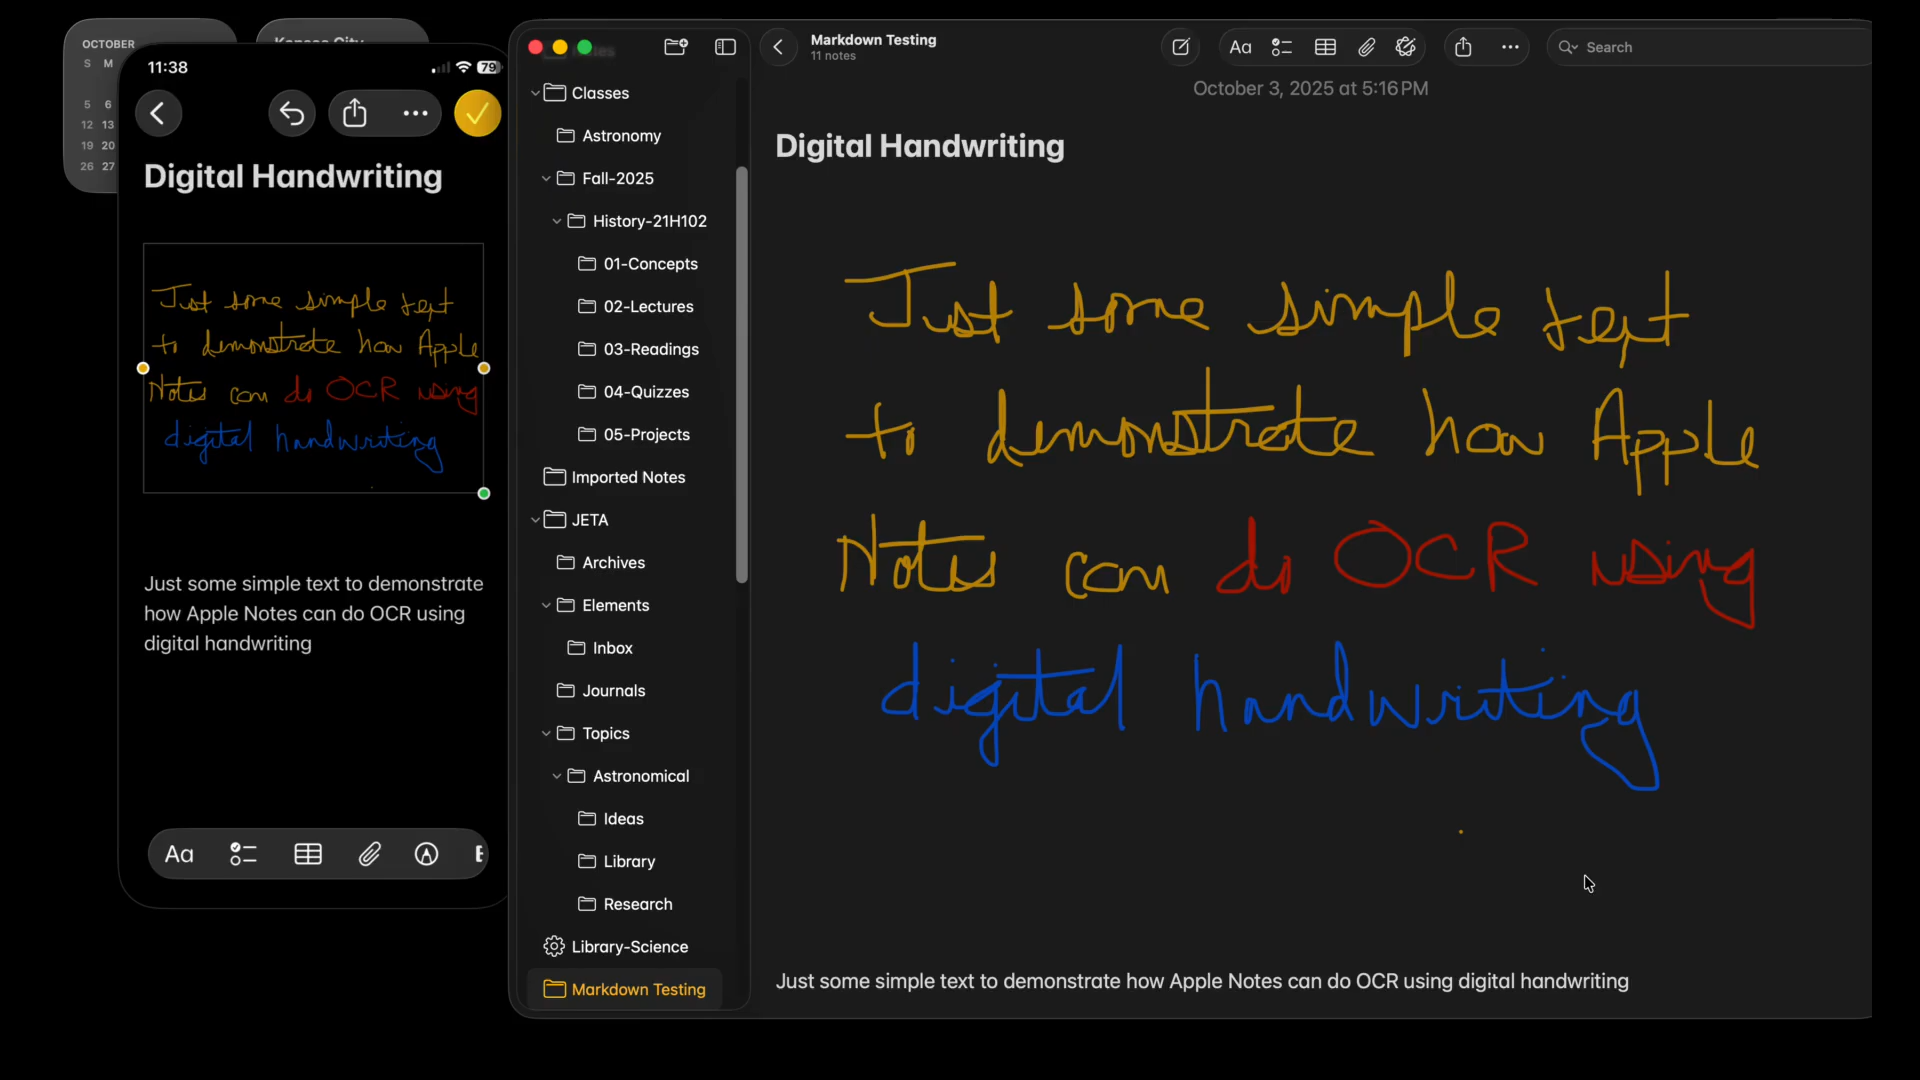 OCTOBER
S M
5 6
12 13
19 20
26 27
11:38
79
Digital Handwriting
Just some simple text
to demonstrate how Apple
Notes can do OCR using
digital handwriting
Just some simple text to demonstrate
how Apple Notes can do OCR using
digital handwriting
Aa
Classes
Astronomy
Fall-2025
History-21H102
01-Concepts
02-Lectures
03-Readings
04-Quizzes
05-Projects
Imported Notes
JETA
Archives
Elements
Inbox
Journals
Topics
Astronomical
Ideas
Library
Research
Library-Science
Markdown Testing
Markdown Testing
11 notes
Aa
Search
October 3, 2025 at 5:16 PM
Digital Handwriting
Just some simple text
to demonstrate how Apple
Notes can do OCR using
digital handwriting
Just some simple text to demonstrate how Apple Notes can do OCR using digital handwriting